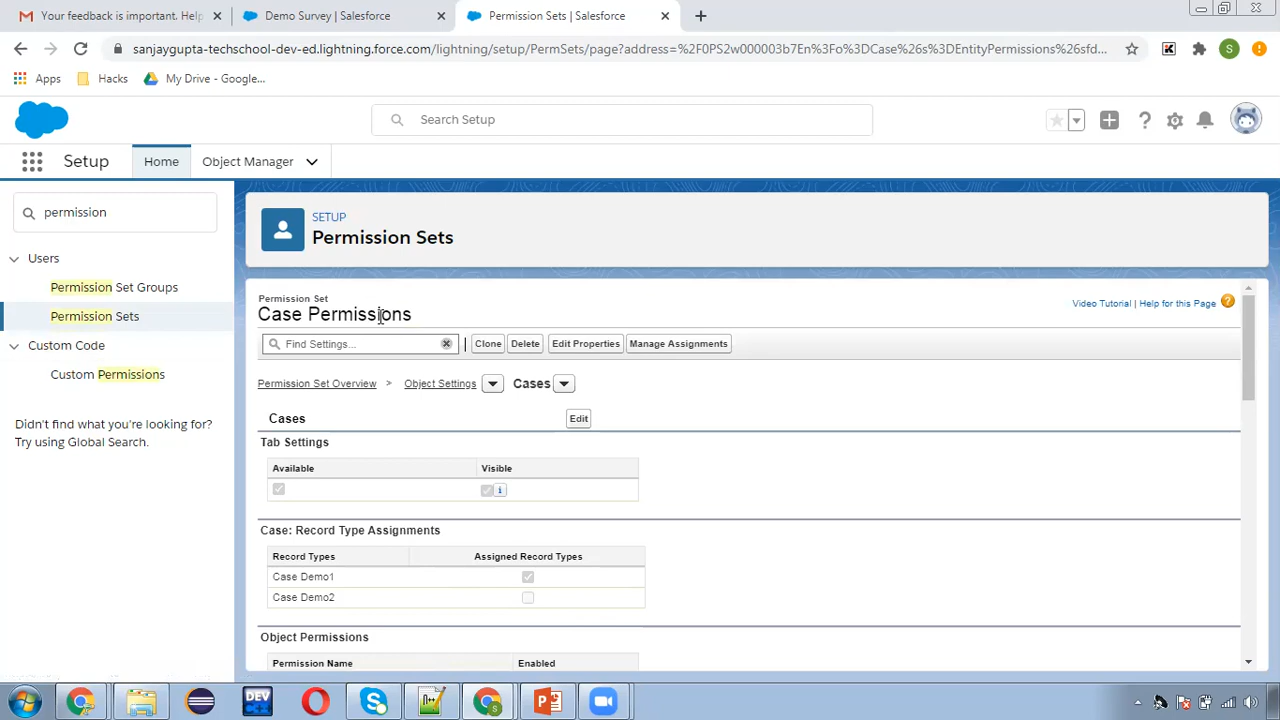 Important: Your feedback. Help
Demo Survey | Salesforce
Permission Sets | Salesforce
sanjaygupta-techschool-dev-ed.lightning.force.com/lightning/setup/PermSets/page?address=%2F0PS2w00003b7En%3Fo%3DCase%26s%3DEntityPermissions%26sfd...
S
Apps
Hacks
My Drive - Google...
Search Setup
Setup
Home
Object Manager
permission
SETUP
Permission Sets
Users
Permission Set Groups
Permission Sets
Custom Code
Custom Permissions
Didn't find what you're looking for?
Try using Global Search.
Permission Set
Case Permissions
Video Tutorial | Help for this Page
Find Settings...
Clone
Delete
Edit Properties
Manage Assignments
Permission Set Overview > Object Settings Cases
Cases
Edit
Tab Settings
Available Visible
i
Case: Record Type Assignments
Record Types Assigned Record Types
Case Demo1
Case Demo2
Object Permissions
Permission Name Enabled
DEV
C++
S